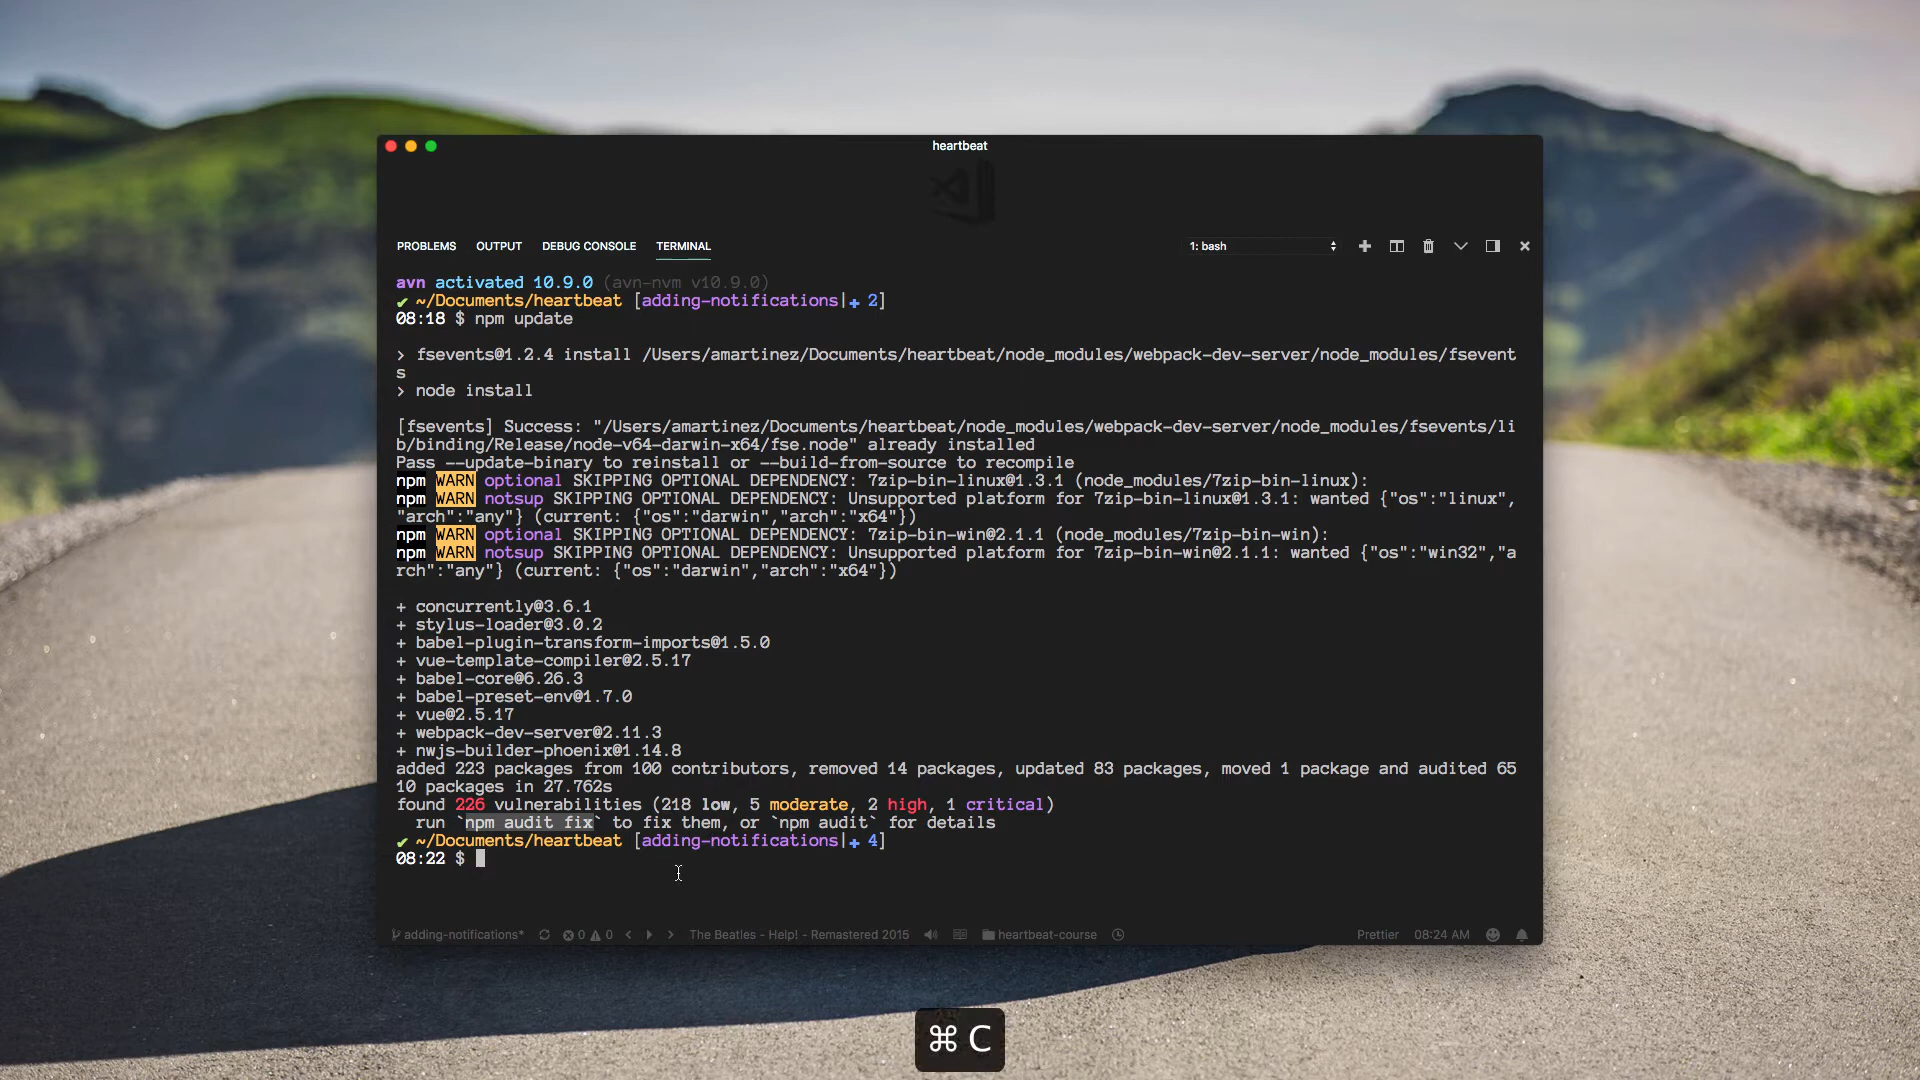 heartbeat
PROBLEMS OUTPUT DEBUG CONSOLE TERMINAL 1: bash
avn activated 10.9.0 (avn-nvm v10.9.0)
✔ ~/Documents/heartbeat [adding-notifications|✚ 2]
08:18 $ npm update
> fsevents@1.2.4 install /Users/amartinez/Documents/heartbeat/node_modules/webpack-dev-server/node_modules/fsevent
s
> node install
[fsevents] Success: "/Users/amartinez/Documents/heartbeat/node_modules/webpack-dev-server/node_modules/fsevents/li
b/binding/Release/node-v64-darwin-x64/fse.node" already installed
Pass --update-binary to reinstall or --build-from-source to recompile
npm WARN optional SKIPPING OPTIONAL DEPENDENCY: 7zip-bin-linux@1.3.1 (node_modules/7zip-bin-linux):
npm WARN notsup SKIPPING OPTIONAL DEPENDENCY: Unsupported platform for 7zip-bin-linux@1.3.1: wanted {"os":"linux",
"arch":"any"} (current: {"os":"darwin","arch":"x64"})
npm WARN optional SKIPPING OPTIONAL DEPENDENCY: 7zip-bin-win@2.1.1 (node_modules/7zip-bin-win):
npm WARN notsup SKIPPING OPTIONAL DEPENDENCY: Unsupported platform for 7zip-bin-win@2.1.1: wanted {"os":"win32","a
rch":"any"} (current: {"os":"darwin","arch":"x64"})
+ concurrently@3.6.1
+ stylus-loader@3.0.2
+ babel-plugin-transform-imports@1.5.0
+ vue-template-compiler@2.5.17
+ babel-core@6.26.3
+ babel-preset-env@1.7.0
+ vue@2.5.17
+ webpack-dev-server@2.11.3
+ nwjs-builder-phoenix@1.14.8
added 223 packages from 100 contributors, removed 14 packages, updated 83 packages, moved 1 package and audited 65
10 packages in 27.762s
found 226 vulnerabilities (218 low, 5 moderate, 2 high, 1 critical)
run `npm audit fix` to fix them, or `npm audit` for details
✔ ~/Documents/heartbeat [adding-notifications|✚ 4]
08:22 $
adding-notifications* 0 0 The Beatles - Help! - Remastered 2015 heartbeat-course Prettier 08:24 AM
⌘ C